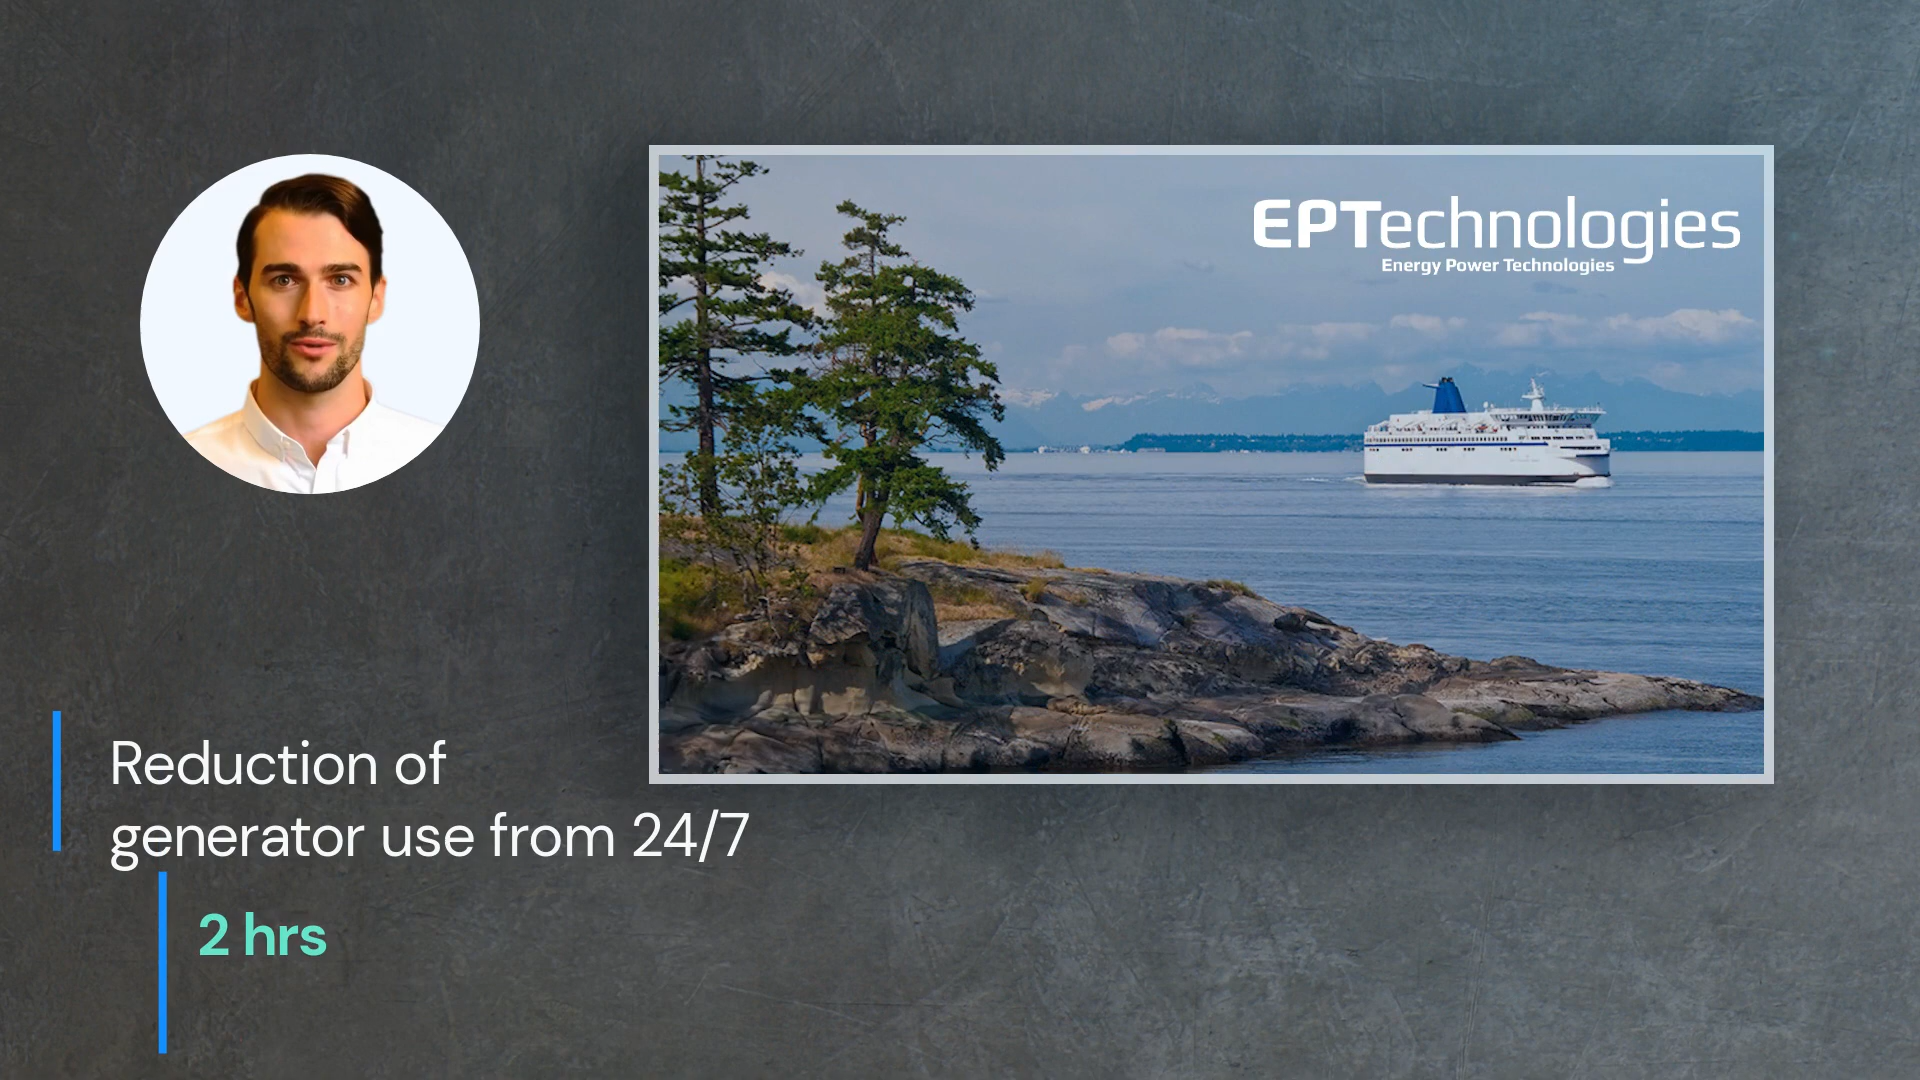 EPTechnologies
Energy Power Technologies
Reduction of
generator use from 24/7
2 hrs